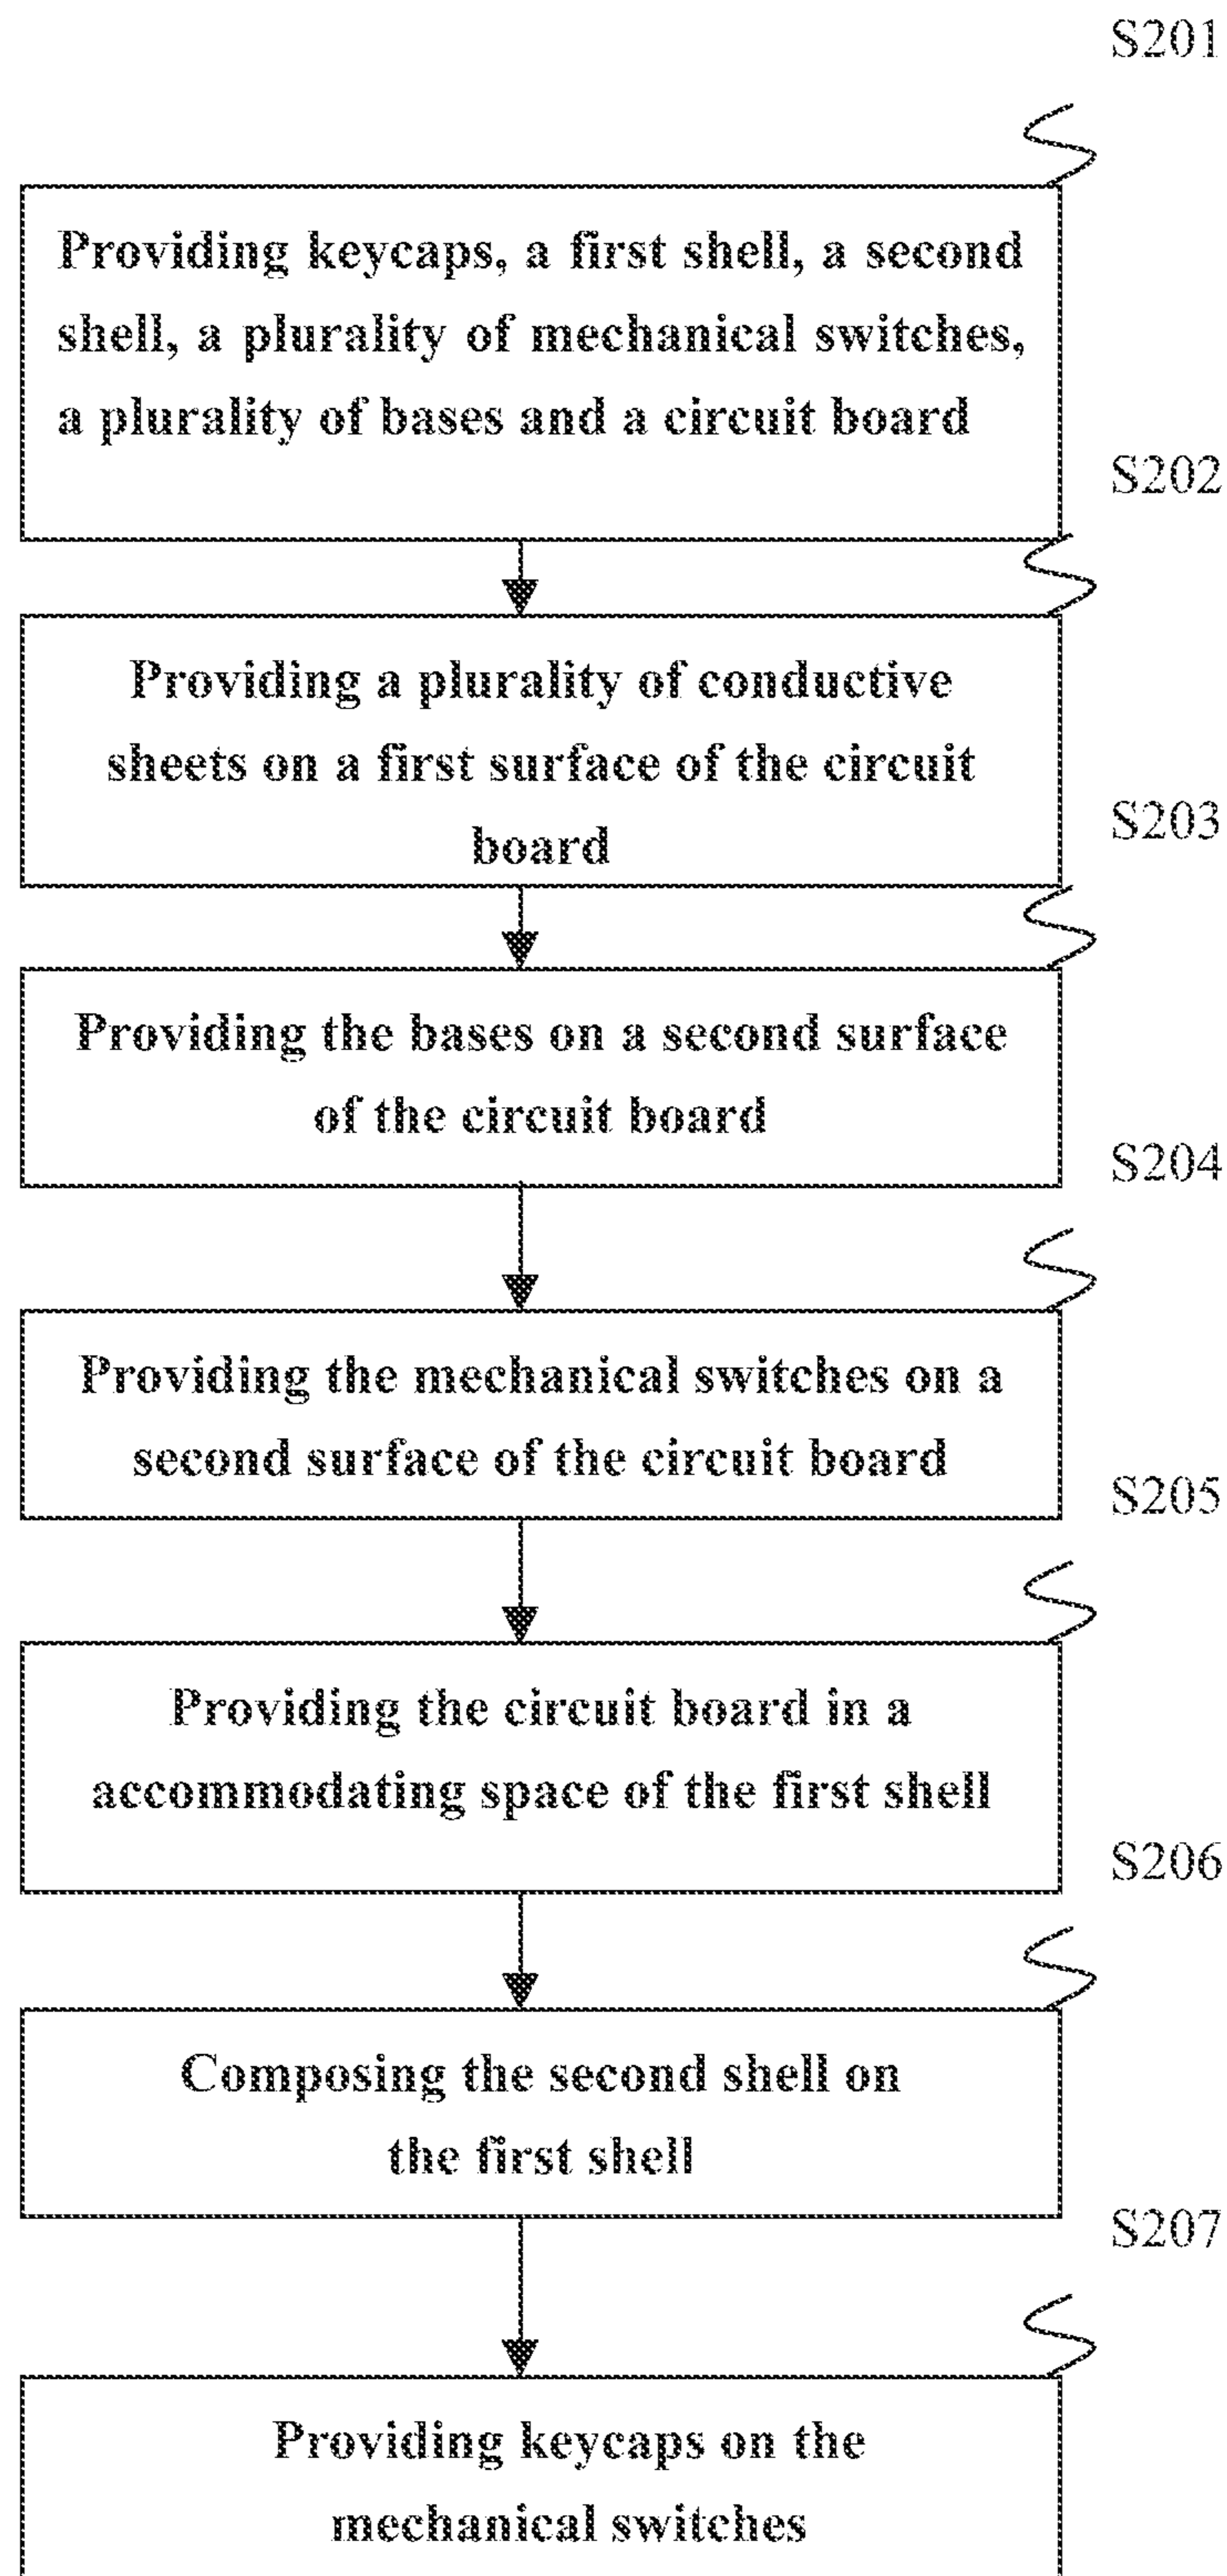 S201
Providing keycaps, a first shell, a second
shell, a plurality of mechanical switches,
a plurality of bases and a circuit board
S202
Providing a plurality of conductive
sheets on a first surface of the circuit
board
S203
Providing the bases on a second surface
of the circuit board
S204
Providing the mechanical switches on a
second surface of the circuit board
S205
Providing the circuit board in a
accommodating space of the first shell
S206
Composing the second shell on
the first shell
S207
Providing keycaps on the
mechanical switches